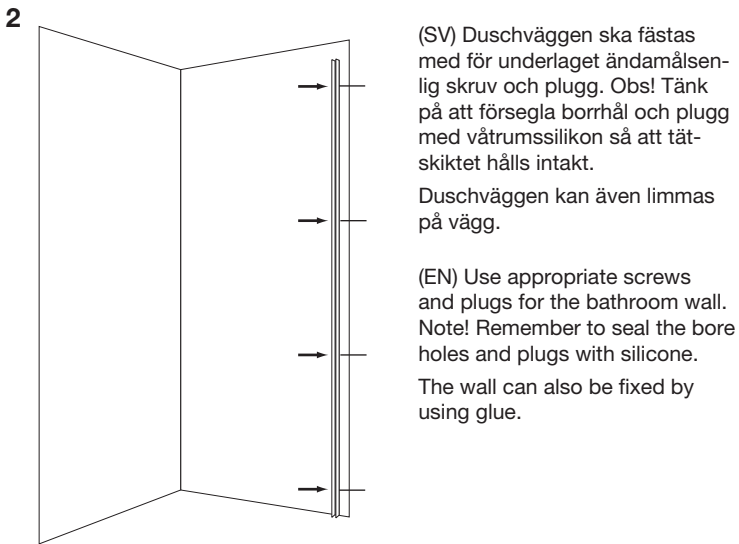 2
(SV) Duschväggen ska fästas
med för underlaget ändamålsen-
lig skruv och plugg. Obs! Tänk
på att försegla borrhål och plugg
med våtrumssilikon så att tät-
skiktet hålls intakt.
Duschväggen kan även limmas
på vägg.
(EN) Use appropriate screws
and plugs for the bathroom wall.
Note! Remember to seal the bore
holes and plugs with silicone.
The wall can also be fixed by
using glue.